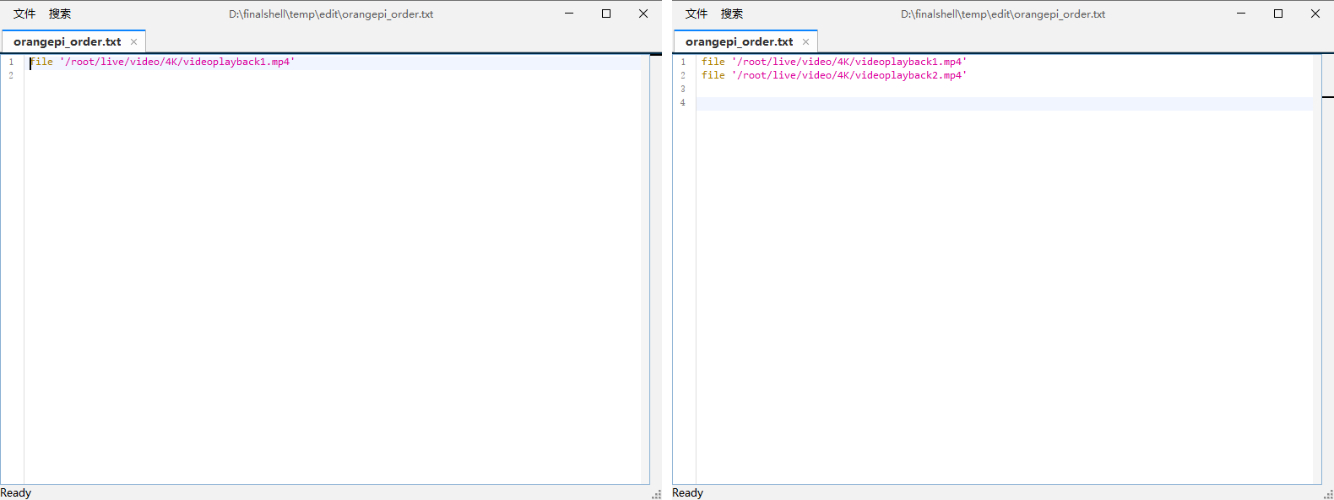 文件 搜索 D:\finalshell\temp\edit\orangepi_order.txt
orangepi_order.txt ×
1 file '/root/live/video/4K/videoplayback1.mp4'
2
Ready
文件 搜索 D:\finalshell\temp\edit\orangepi_order.txt
orangepi_order.txt ×
1 file '/root/live/video/4K/videoplayback1.mp4'
2 file '/root/live/video/4K/videoplayback2.mp4'
3
4
Ready